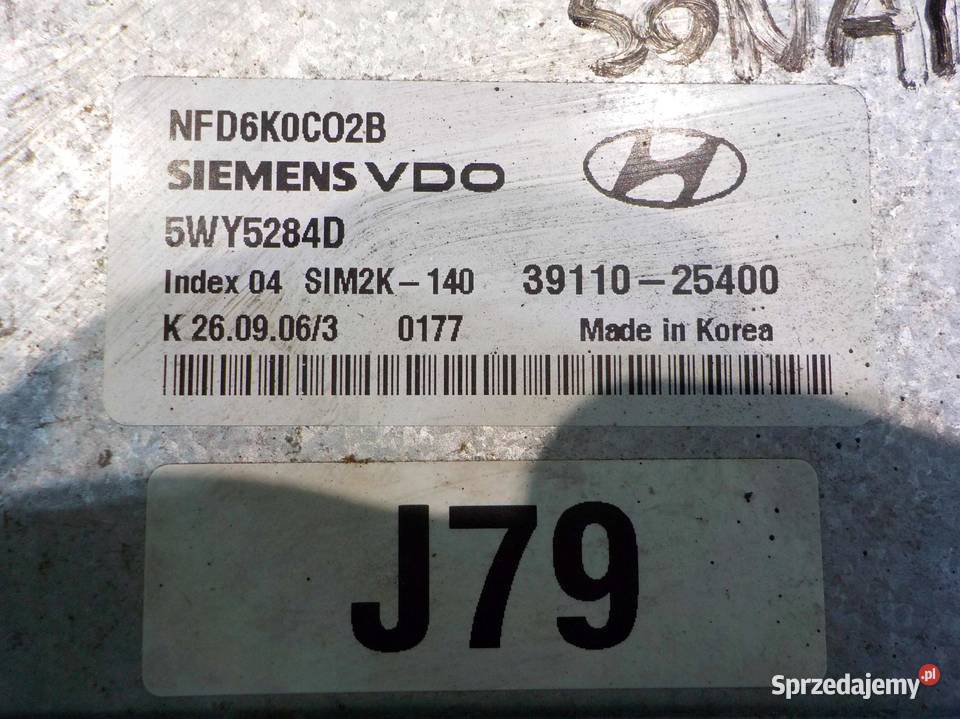 SONA
NFD6K0C02B
SIEMENS VDO
5WY5284D
Index 04 SIM2K-140 39110-25400
K 26.09.06/3 0177 Made in Korea
J79
Sprzedajemy.pl